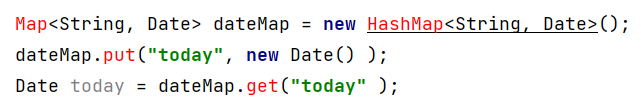 Map<String, Date> dateMap = new HashMap<String, Date>();
dateMap.put("today", new Date() );
Date today = dateMap.get("today" );